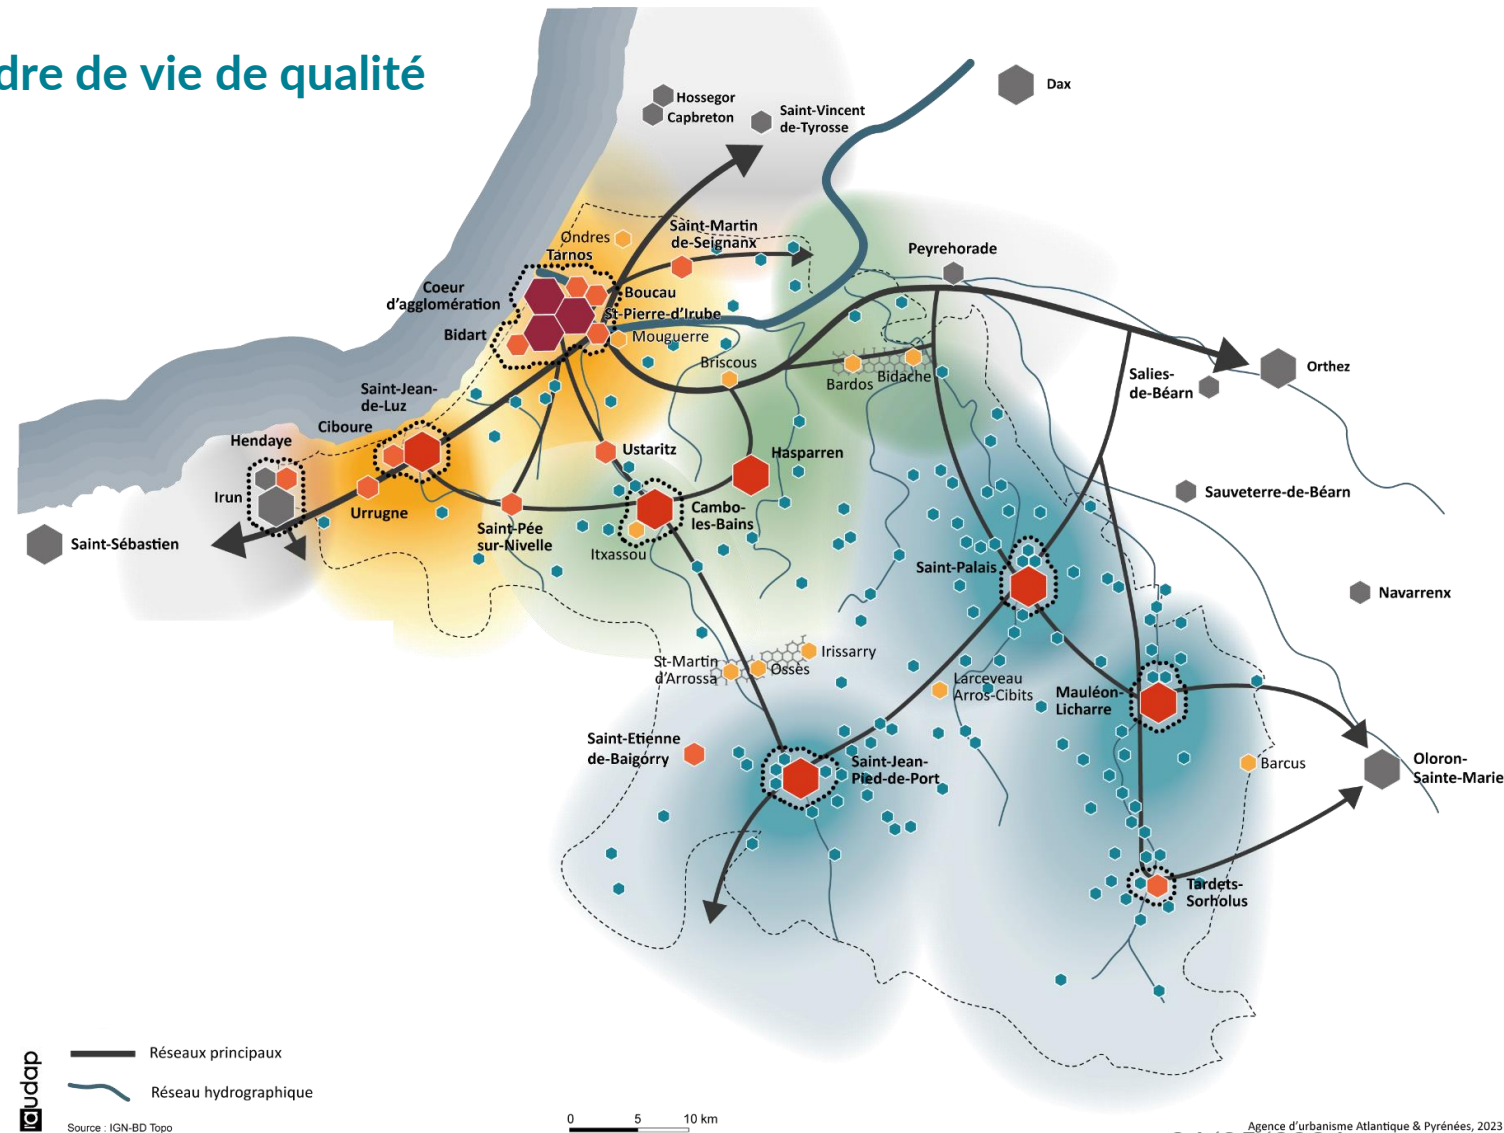 dre de vie de qualité
Dax
Hossegor
Capbreton
Saint-Vincent
de-Tyrosse
Saint-Martin
de-Seignanx
Ondres
Tarnos
Peyrehorade
Coeur
d'agglomération
Boucau
St-Pierre-d'Irube
Bidart
Mouguerre
Briscous
Bardos
Bidache
Salies-
de-Béarn
Orthez
Saint-Jean-
de-Luz
Ciboure
Hendaye
Irun
Urrugne
Saint-Sébastien
Ustaritz
Hasparren
Saint-Pée
sur-Nivelle
Cambo-
les-Bains
Itxassou
Sauveterre-de-Béarn
Saint-Palais
Navarrenx
St-Martin
d'Arrossa
Ossès
Irissarry
Larceveau
Arros-Cibits
Mauléon-
Licharre
Saint-Etienne
de-Baigorry
Saint-Jean-
Pied-de-Port
Barcus
Oloron-
Sainte-Marie
Tardets-
Sorholus
Réseaux principaux
Réseau hydrographique
audap
Source : IGN-BD Topo
0 5 10 km
Agence d'urbanisme Atlantique & Pyrénées, 2023